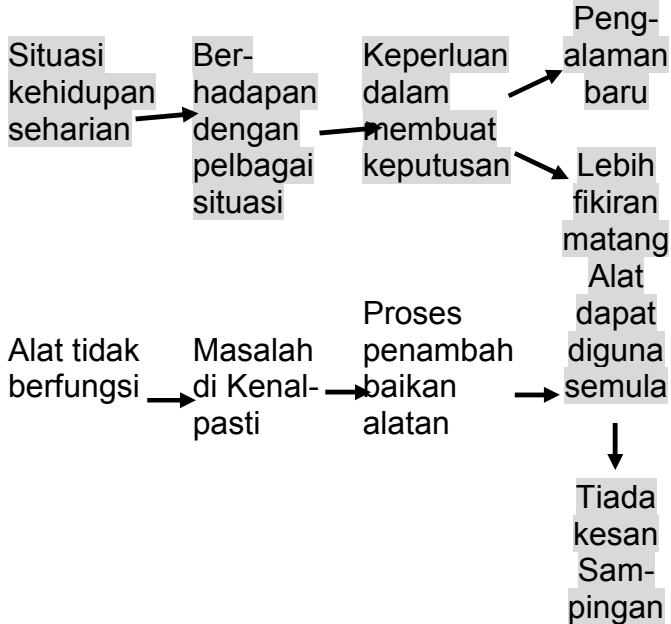 Situasi
kehidupan
seharian
Ber-
hadapan
dengan
pelbagai
situasi
Keperluan
dalam
membuat
keputusan
Peng-
alaman
baru
Lebih
fikiran
matang
Alat tidak
berfungsi
Masalah
di Kenal-
pasti
Proses
penambah
baikan
alatan
Alat
dapat
diguna
semula
Tiada
kesan
Sam-
pingan